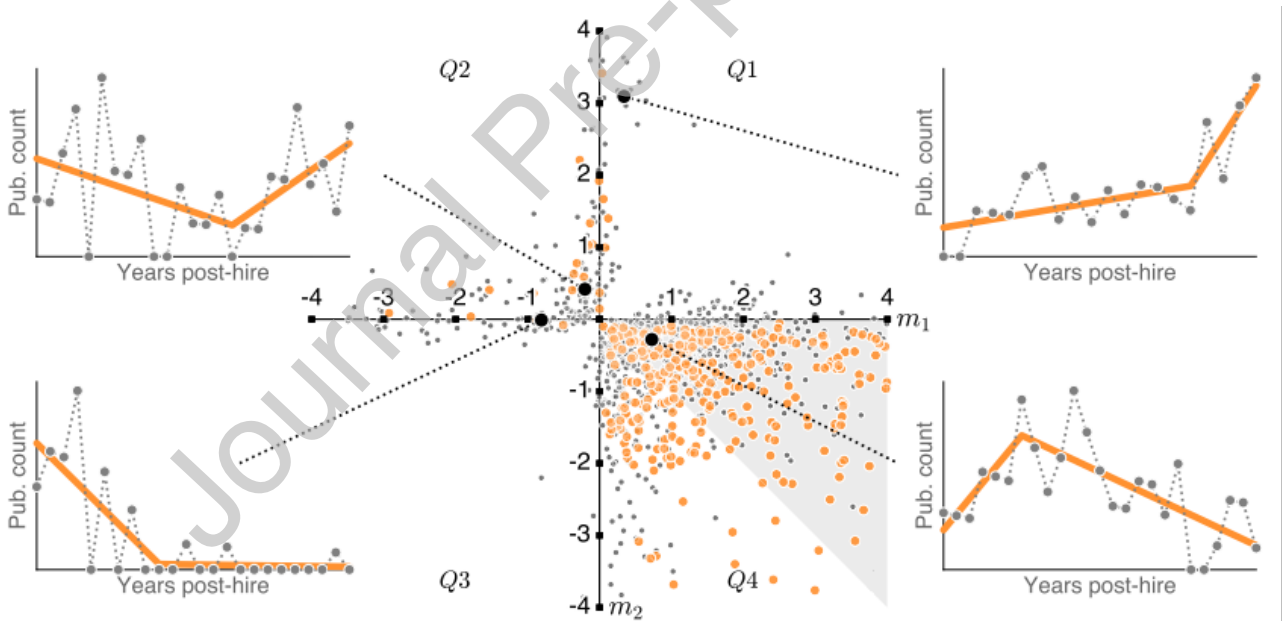 Journal Pre-p
Q2
Q1
Pub. count
Years post-hire
Pub. count
Years post-hire
4
3
2
1
-4 -3 -2 -1 1 2 3 4 m1
-1
-2
-3
-4 m2
Pub. count
Years post-hire
Q3
Q4
Pub. count
Years post-hire